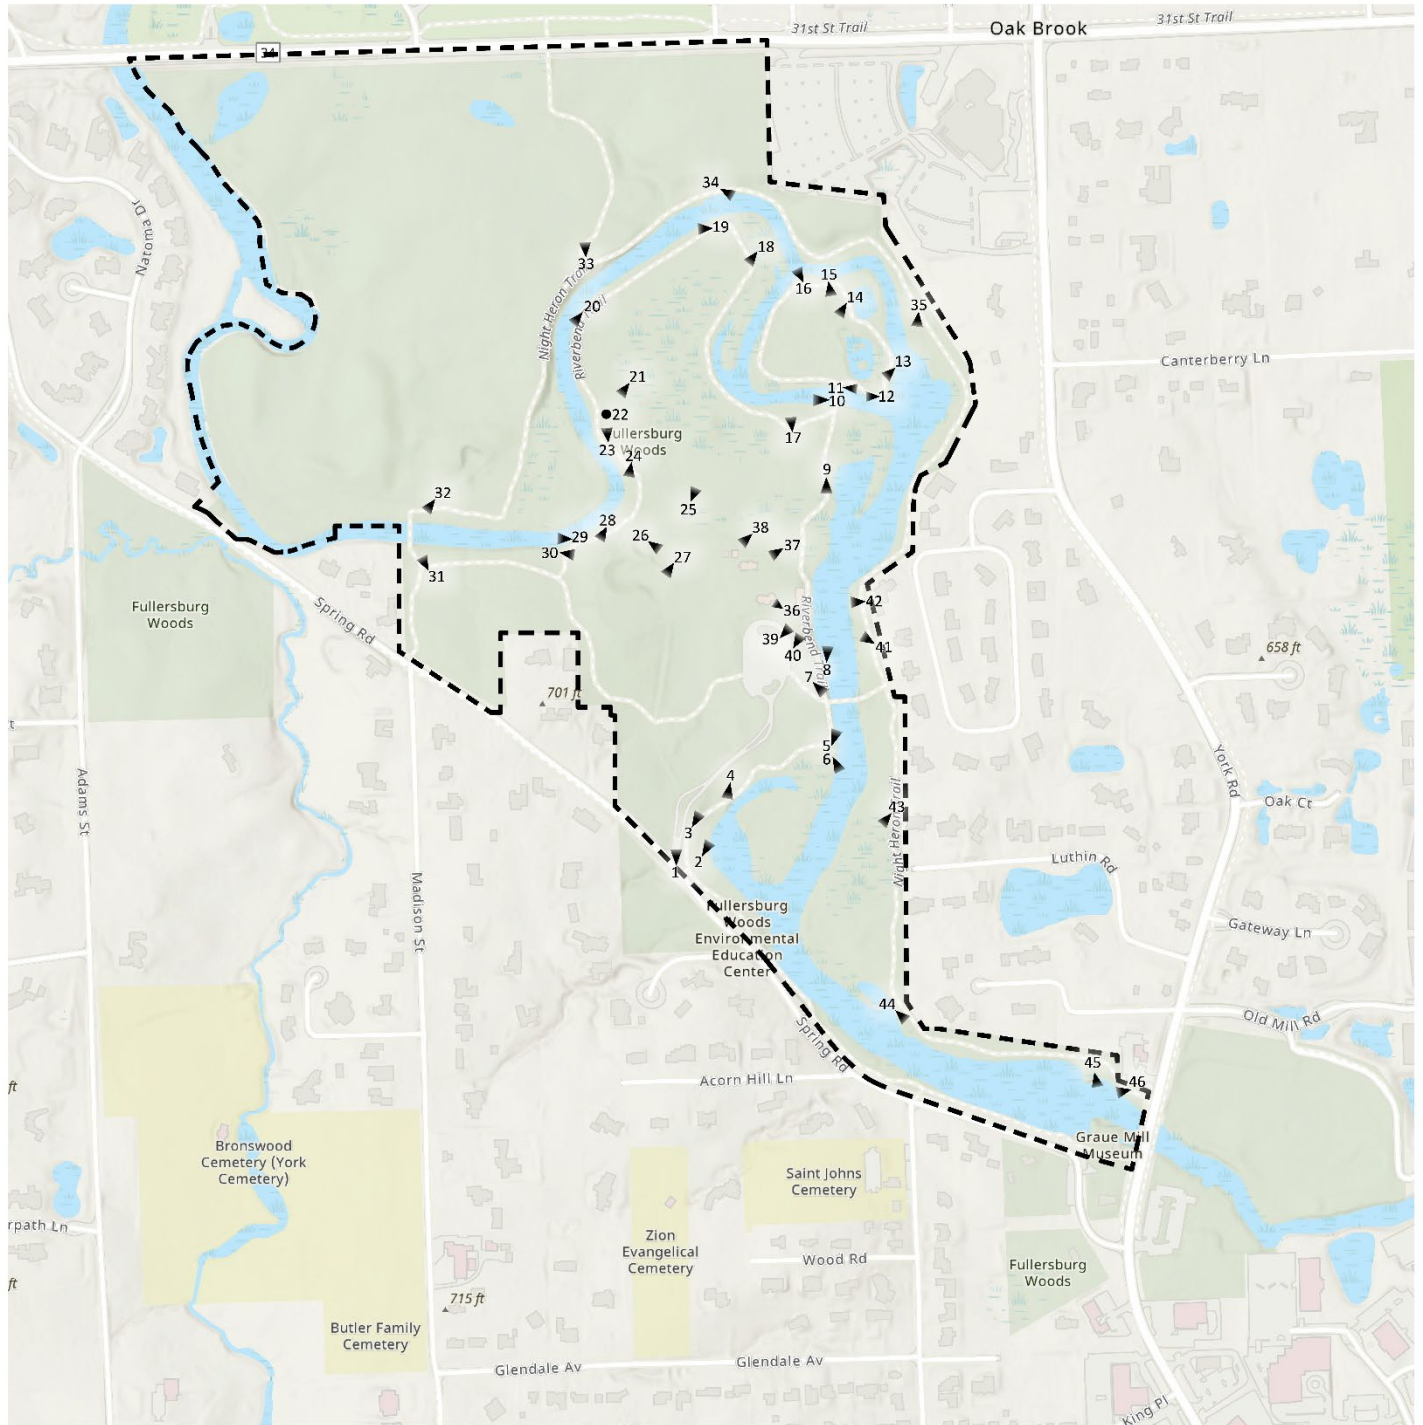 31st St Trail
31st St Trail
Oak Brook
34
Natoma Dr
34
19
18
33
15
16
14
20
35
Night Heron Trail
Riverbend Trail
13
Canterberry Ln
21
11
12
10
22
17
Fullersburg
Woods
23
24
9
32
25
28
38
29
26
37
30
27
31
Fullersburg
Woods
Spring Rd
36
42
Riverbend Trail
39
41
40
658 ft
8
7
701 ft
5
6
York Rd
4
Adams St
Oak Ct
43
3
Night Heron Trail
2
Luthin Rd
1
Madison St
Fullersburg
Woods
Environmental
Education
Center
Gateway Ln
44
Old Mill Rd
Spring Rd
45
46
Acorn Hill Ln
ft
Graue Mill
Museum
Bronswood
Cemetery (York
Cemetery)
Saint Johns
Cemetery
rpath Ln
Zion
Evangelical
Cemetery
Wood Rd
Fullersburg
Woods
ft
715 ft
Butler Family
Cemetery
Glendale Av
Glendale Av
King Pl